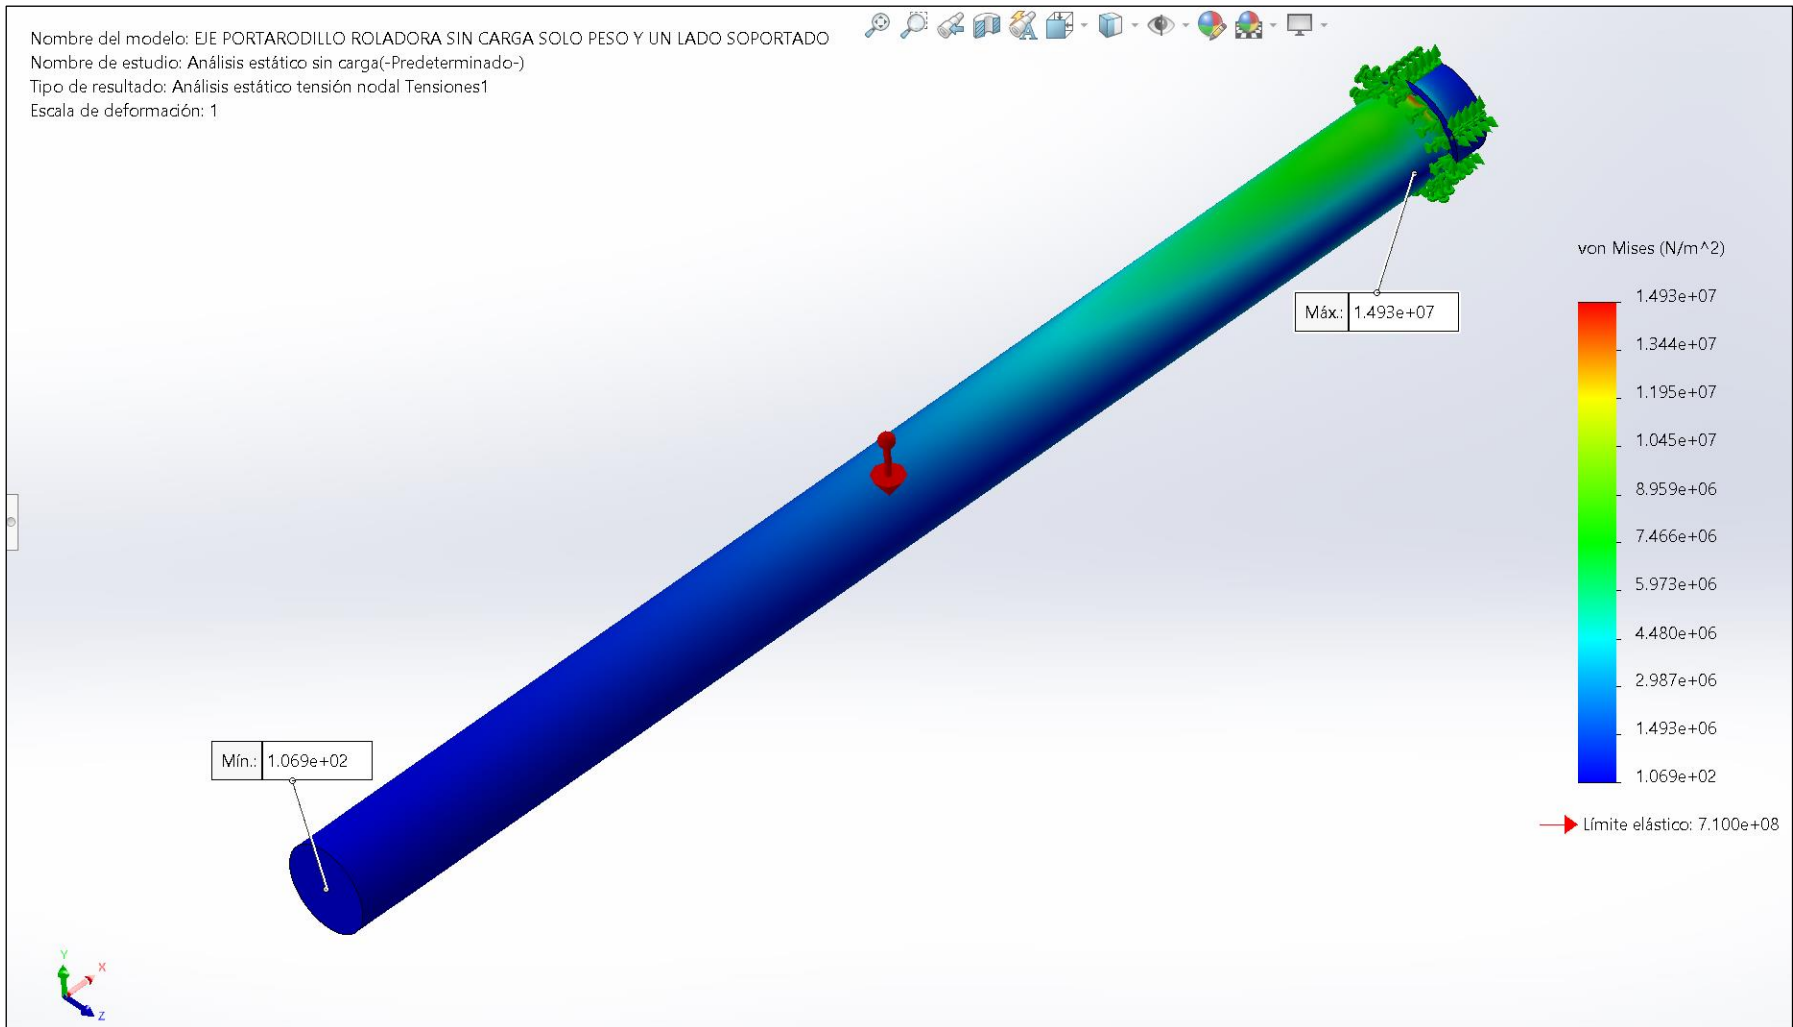 Nombre del modelo: EJE PORTARODILLO ROLADORA SIN CARGA SOLO PESO Y UN LADO SOPORTADO
Nombre de estudio: Análisis estático sin carga(-Predeterminado-)
Tipo de resultado: Análisis estático tensión nodal Tensiones1
Escala de deformación: 1
von Mises (N/m^2)
1.493e+07
1.344e+07
1.195e+07
1.045e+07
8.959e+06
7.466e+06
5.973e+06
4.480e+06
2.987e+06
1.493e+06
1.069e+02
Límite elástico: 7.100e+08
Máx.: 1.493e+07
Mín.: 1.069e+02
Y
X
Z